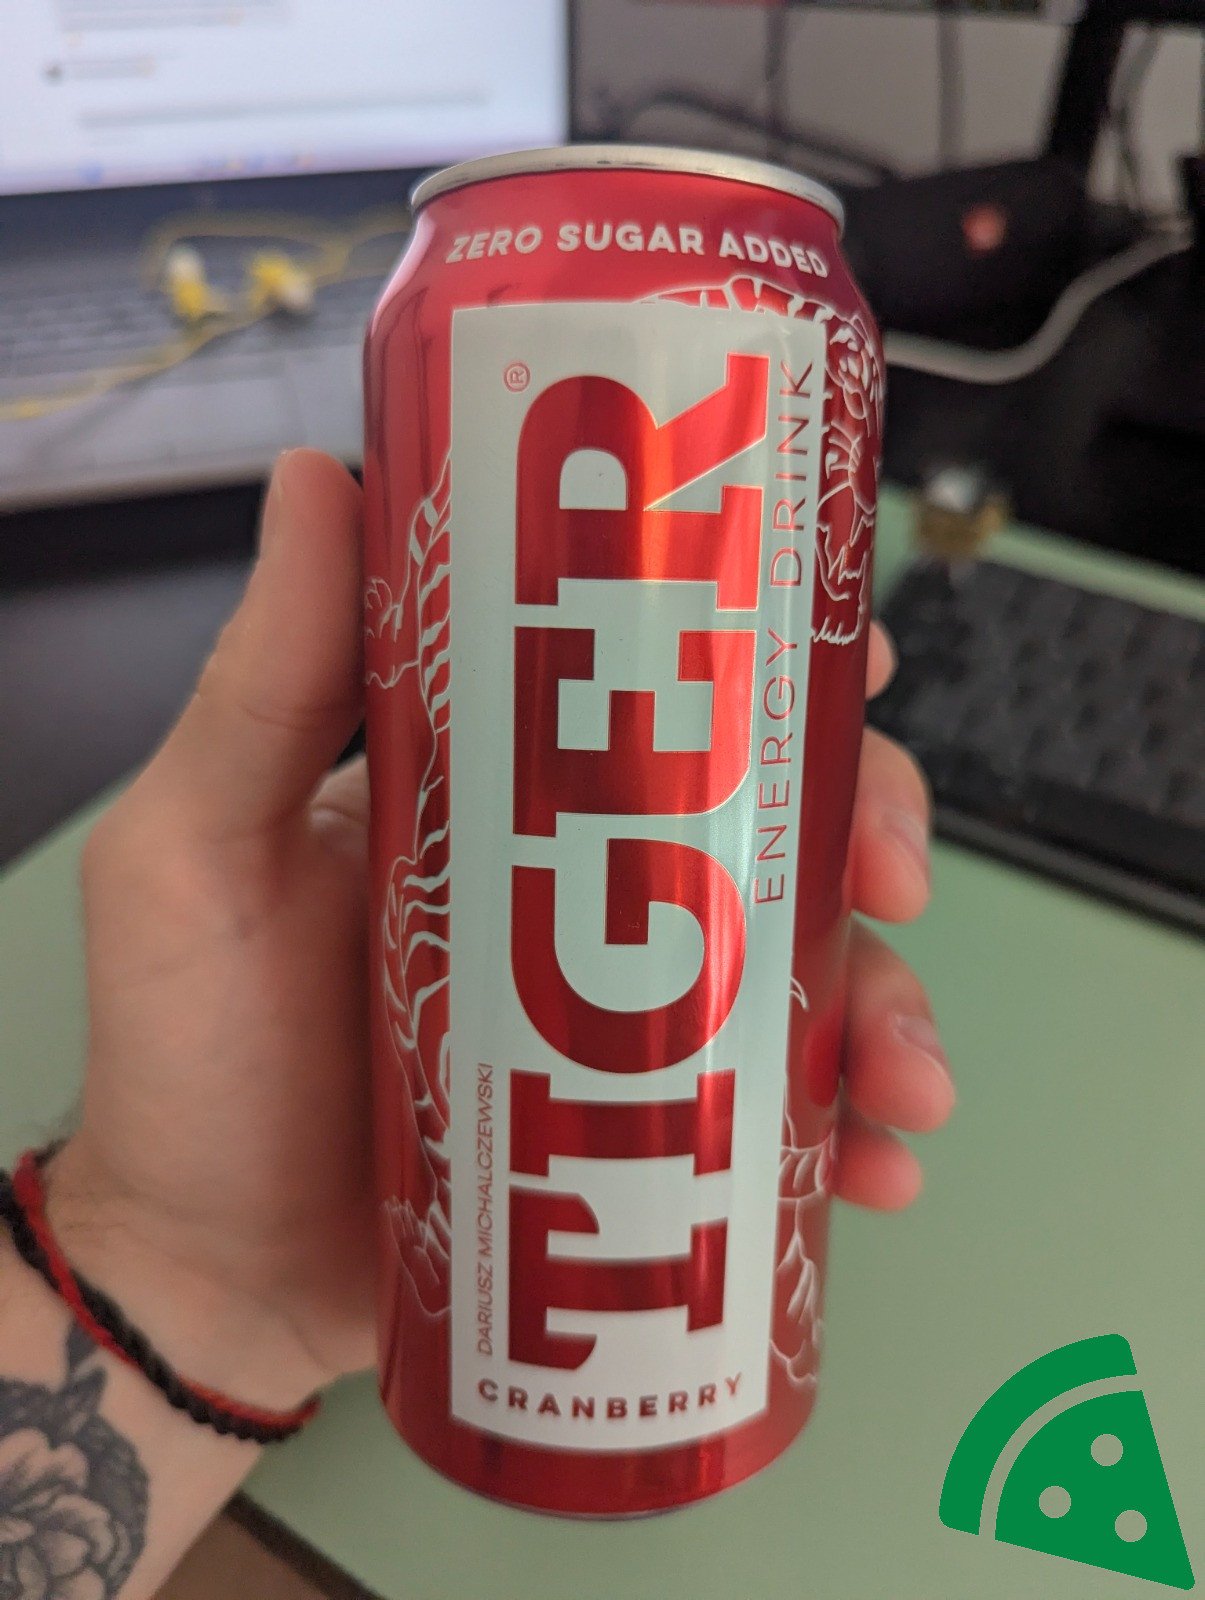 ZERO SUGAR ADDED
TIGER®
ENERGY DRINK
DARIUSZ MICHALCZEWSKI
CRANBERRY